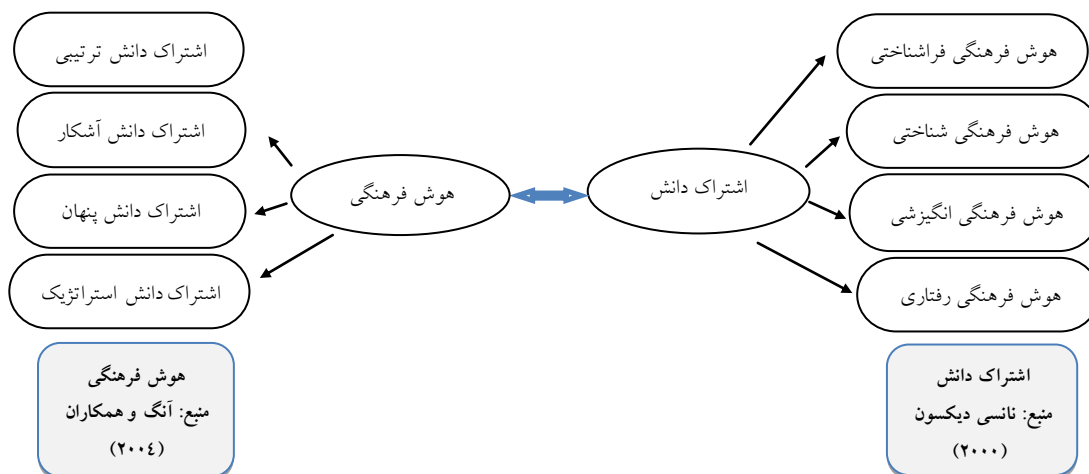 هوش فرهنگی فراشناختی
هوش فرهنگی شناختی
هوش فرهنگی انگیزشی
هوش فرهنگی رفتاری
اشتراک دانش
هوش فرهنگی
اشتراک دانش ترتیبی
اشتراک دانش آشکار
اشتراک دانش پنهان
اشتراک دانش استراتژیک
اشتراک دانش
منبع: نانسی دیکسون
(۲۰۰۰)
هوش فرهنگی
منبع: آنگ و همکاران
(۲۰۰٤)